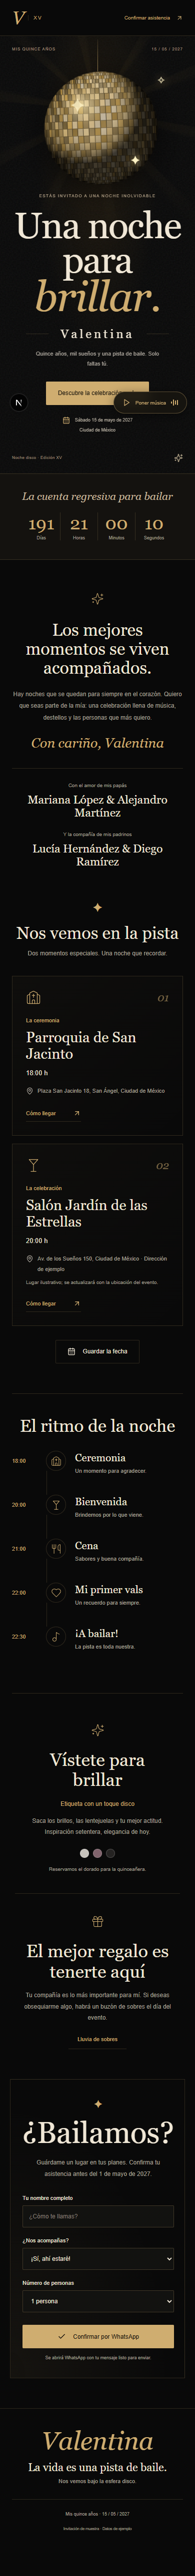 V XV
Confirmar asistencia
MIS QUINCE AÑOS
15 / 05 / 2027
ESTÁS INVITADO A UNA NOCHE INOLVIDABLE
Una noche
para
brillar.
Valentina
Quince años, mil sueños y una pista de baile. Solo
faltas tú.
Descubre la celebración
N
Poner música
Sábado 15 de mayo de 2027
Ciudad de México
Noche disco · Edición XV
La cuenta regresiva para bailar
191 21 00 10
Días Horas Minutos Segundos
Los mejores
momentos se viven
acompañados.
Hay noches que se quedan para siempre en el corazón. Quiero
que seas parte de la mía: una celebración llena de música,
destellos y las personas que más quiero.
Con cariño, Valentina
Con el amor de mis papás
Mariana López & Alejandro
Martínez
Y la compañía de mis padrinos
Lucía Hernández & Diego
Ramírez
Nos vemos en la pista
Dos momentos especiales. Una noche que recordar.
01
La ceremonia
Parroquia de San
Jacinto
18:00 h
Plaza San Jacinto 18, San Ángel, Ciudad de México
Cómo llegar
02
La celebración
Salón Jardín de las
Estrellas
20:00 h
Av. de los Sueños 150, Ciudad de México · Dirección
de ejemplo
Lugar ilustrativo; se actualizará con la ubicación del evento.
Cómo llegar
Guardar la fecha
El ritmo de la noche
18:00 Ceremonia
Un momento para agradecer.
20:00 Bienvenida
Brindemos por lo que viene.
21:00 Cena
Sabores y buena compañía.
22:00 Mi primer vals
Un recuerdo para siempre.
22:30 ¡A bailar!
La pista es toda nuestra.
Vístete para
brillar
Etiqueta con un toque disco
Saca los brillos, las lentejuelas y tu mejor actitud.
Inspiración setentera, elegancia de hoy.
Reservemos el dorado para la quinceañera.
El mejor regalo es
tenerte aquí
Tu compañía es lo más importante para mí. Si deseas
obsequiarme algo, habrá un buzón de sobres el día del
evento.
Lluvia de sobres
¿Bailamos?
Guárdame un lugar en tus planes. Confirma tu
asistencia antes del 1 de mayo de 2027.
Tu nombre completo
¿Cómo te llamas?
¿Nos acompañas?
¡Sí, ahí estaré!
Número de personas
1 persona
Confirmar por WhatsApp
Se abrirá WhatsApp con tu mensaje listo para enviar.
Valentina
La vida es una pista de baile.
Nos vemos bajo la esfera disco.
Mis quince años · 15 / 05 / 2027
Invitación de muestra · Datos de ejemplo